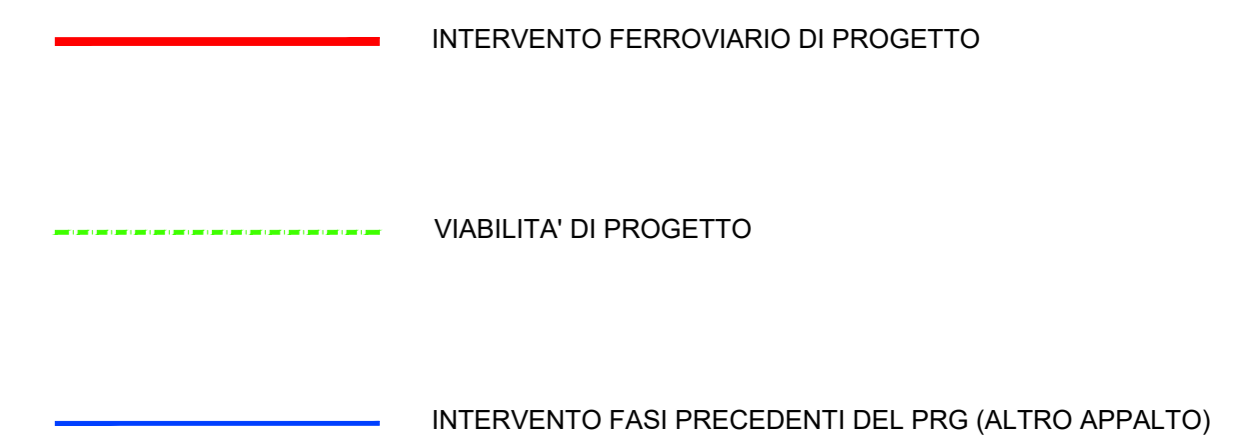 INTERVENTO FERROVIARIO DI PROGETTO
VIABILITA' DI PROGETTO
INTERVENTO FASI PRECEDENTI DEL PRG (ALTRO APPALTO)